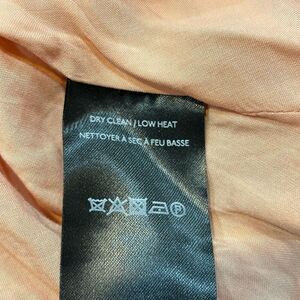 DRY CLEAN / LOW HEAT
NETTOYER À SEC À FEU BASSE